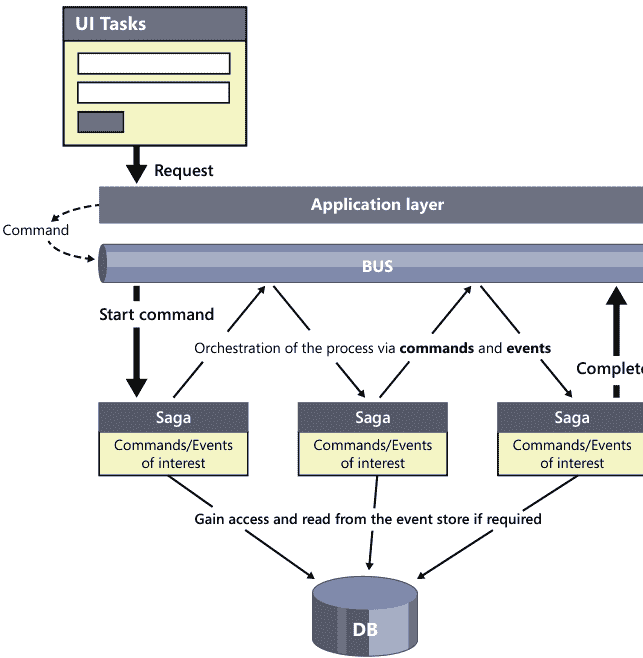 UI Tasks
Request
Application layer
Command
BUS
Start command
Orchestration of the process via commands and events
Complete
Saga
Saga
Saga
Commands/Events
of interest
Commands/Events
of interest
Commands/Events
of interest
Gain access and read from the event store if required
DB